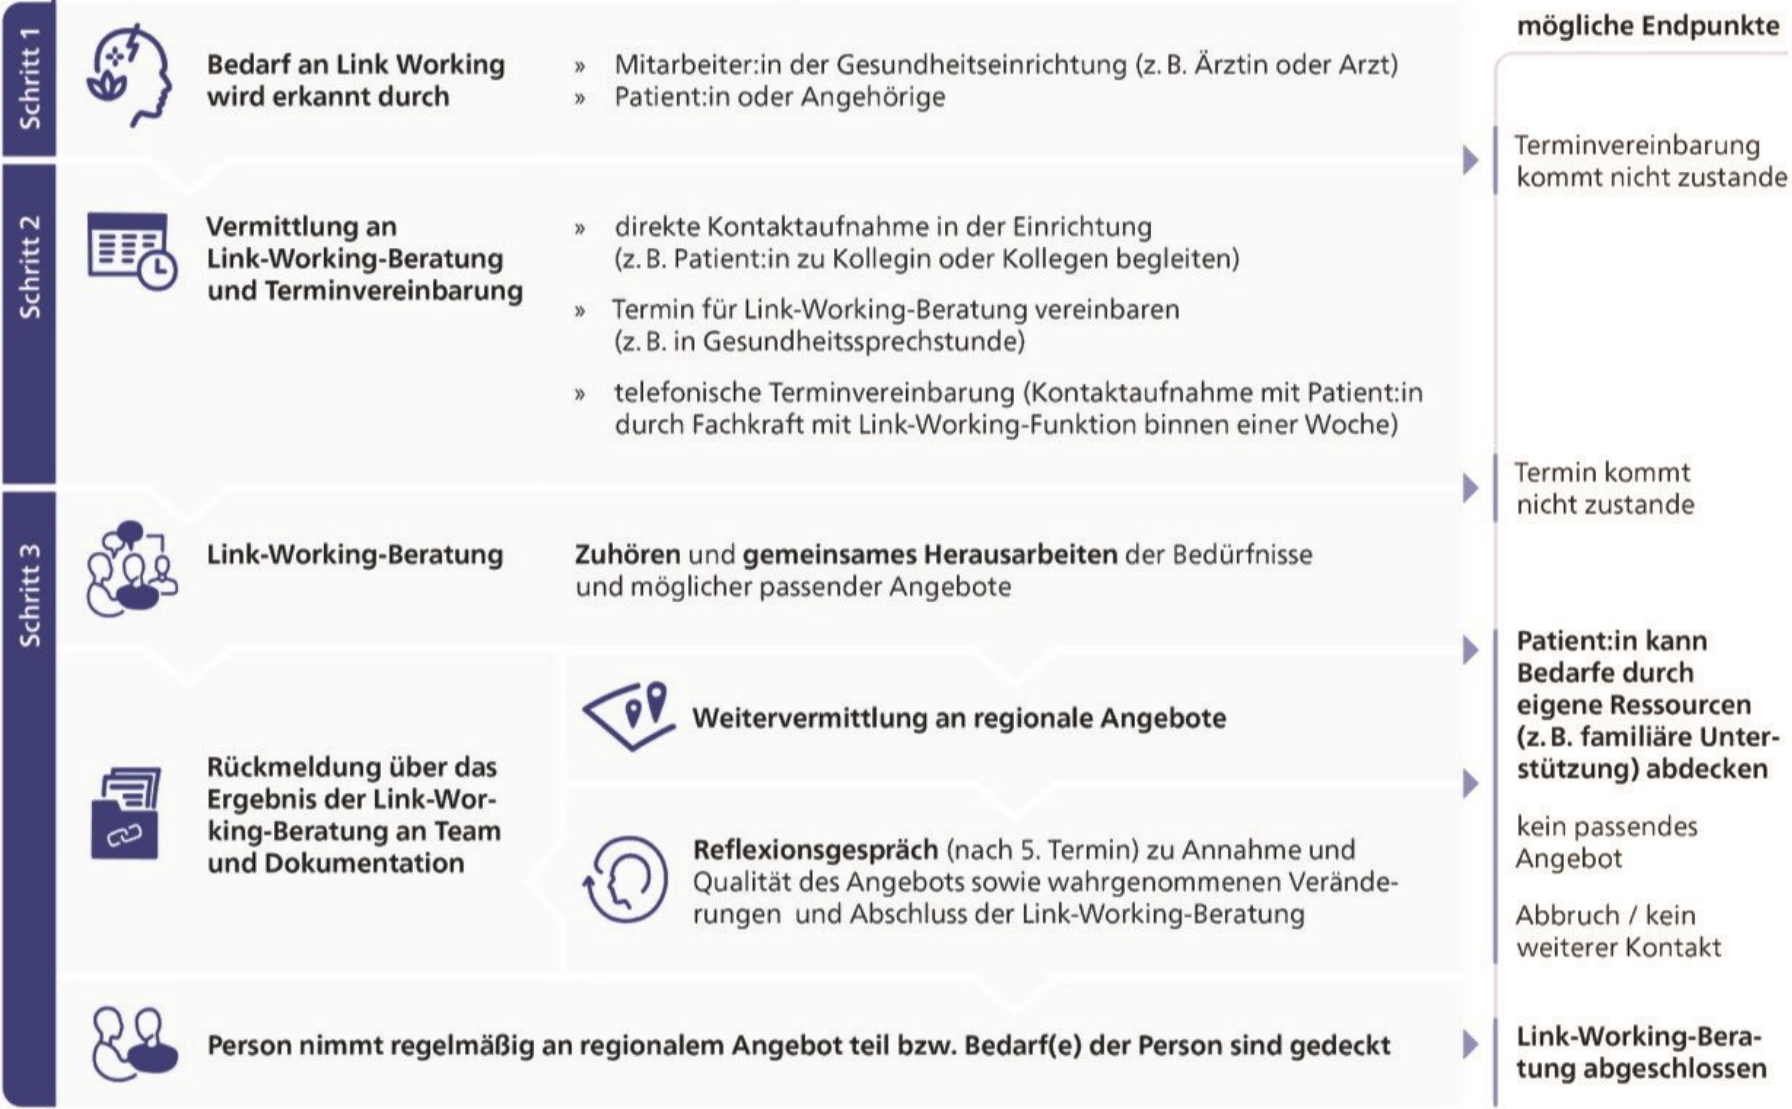 mögliche Endpunkte
Schritt 1
Bedarf an Link Working
wird erkannt durch
» Mitarbeiter:in der Gesundheitseinrichtung (z. B. Ärztin oder Arzt)
» Patient:in oder Angehörige
Terminvereinbarung
kommt nicht zustande
Schritt 2
Vermittlung an
Link-Working-Beratung
und Terminvereinbarung
» direkte Kontaktaufnahme in der Einrichtung
(z. B. Patient:in zu Kollegin oder Kollegen begleiten)
» Termin für Link-Working-Beratung vereinbaren
(z. B. in Gesundheitssprechstunde)
» telefonische Terminvereinbarung (Kontaktaufnahme mit Patient:in
durch Fachkraft mit Link-Working-Funktion binnen einer Woche)
Termin kommt
nicht zustande
Schritt 3
Link-Working-Beratung
Zuhören und gemeinsames Herausarbeiten der Bedürfnisse
und möglicher passender Angebote
Patient:in kann
Bedarfe durch
eigene Ressourcen
(z. B. familiäre Unter-
stützung) abdecken
kein passendes
Angebot
Abbruch / kein
weiterer Kontakt
Weitervermittlung an regionale Angebote
Rückmeldung über das
Ergebnis der Link-Wor-
king-Beratung an Team
und Dokumentation
Reflexionsgespräch (nach 5. Termin) zu Annahme und
Qualität des Angebots sowie wahrgenommenen Verände-
rungen und Abschluss der Link-Working-Beratung
Person nimmt regelmäßig an regionalem Angebot teil bzw. Bedarf(e) der Person sind gedeckt
Link-Working-Bera-
tung abgeschlossen